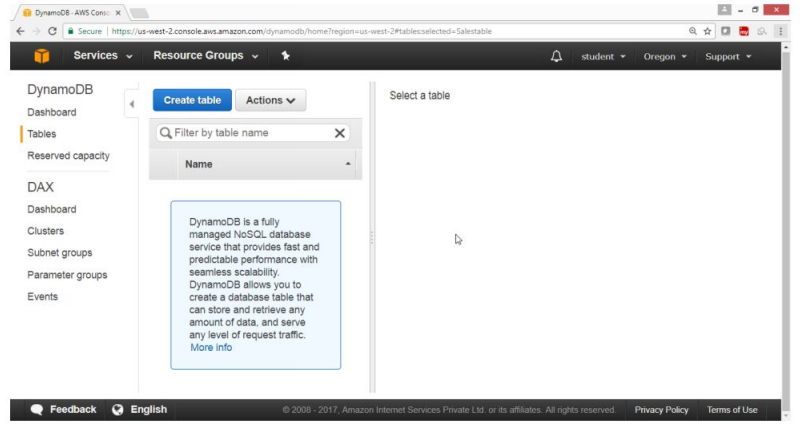 DynamoDB - AWS Consol
Secure | https://us-west-2.console.aws.amazon.com/dynamodb/home?region=us-west-2#tables:selected=Salestable
Services
Resource Groups
student
Oregon
Support
DynamoDB
Dashboard
Tables
Reserved capacity
DAX
Dashboard
Clusters
Subnet groups
Parameter groups
Events
Create table
Actions
Filter by table name
Name
DynamoDB is a fully
managed NoSQL database
service that provides fast and
predictable performance with
seamless scalability.
DynamoDB allows you to
create a database table that
can store and retrieve any
amount of data, and serve
any level of request traffic.
More info
Select a table
Feedback
English
© 2008 - 2017, Amazon Internet Services Private Ltd. or its affiliates. All rights reserved.
Privacy Policy
Terms of Use